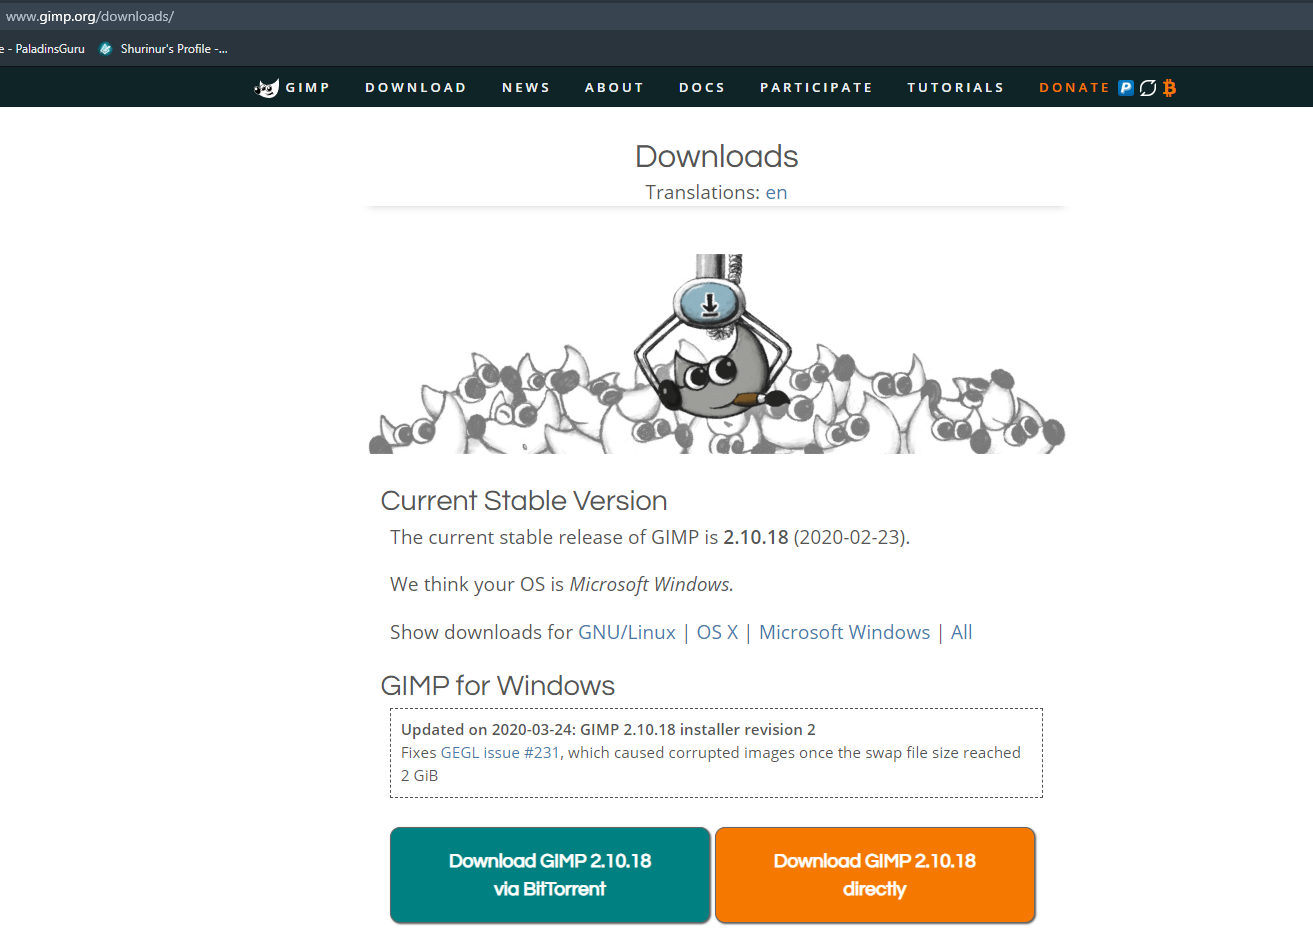 www.gimp.org/downloads/
e - PaladinsGuru Shurinur's Profile -...
GIMP DOWNLOAD NEWS ABOUT DOCS PARTICIPATE TUTORIALS DONATE
Downloads
Translations: en
Current Stable Version
The current stable release of GIMP is 2.10.18 (2020-02-23).
We think your OS is Microsoft Windows.
Show downloads for GNU/Linux | OS X | Microsoft Windows | All
GIMP for Windows
Updated on 2020-03-24: GIMP 2.10.18 installer revision 2
Fixes GEGL issue #231, which caused corrupted images once the swap file size reached
2 GiB
Download GIMP 2.10.18
via BitTorrent
Download GIMP 2.10.18
directly